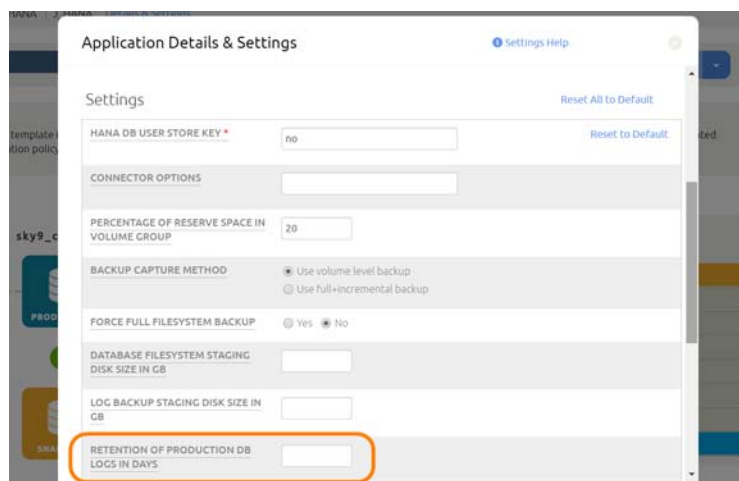 HANA J. HANA Details & Settings
Application Details & Settings
Settings Help
Settings
Reset All to Default
template
ted.
tion policy
HANA DB USER STORE KEY *
no
Reset to Default
CONNECTOR OPTIONS
PERCENTAGE OF RESERVE SPACE IN
VOLUME GROUP
20
sky9_c
BACKUP CAPTURE METHOD
Use volume level backup
Use full+incremental backup
PROD
FORCE FULL FILESYSTEM BACKUP
Yes
No
DATABASE FILESYSTEM STAGING
DISK SIZE IN GB
LOG BACKUP STAGING DISK SIZE IN
GB
SNA
RETENTION OF PRODUCTION DB
LOGS IN DAYS